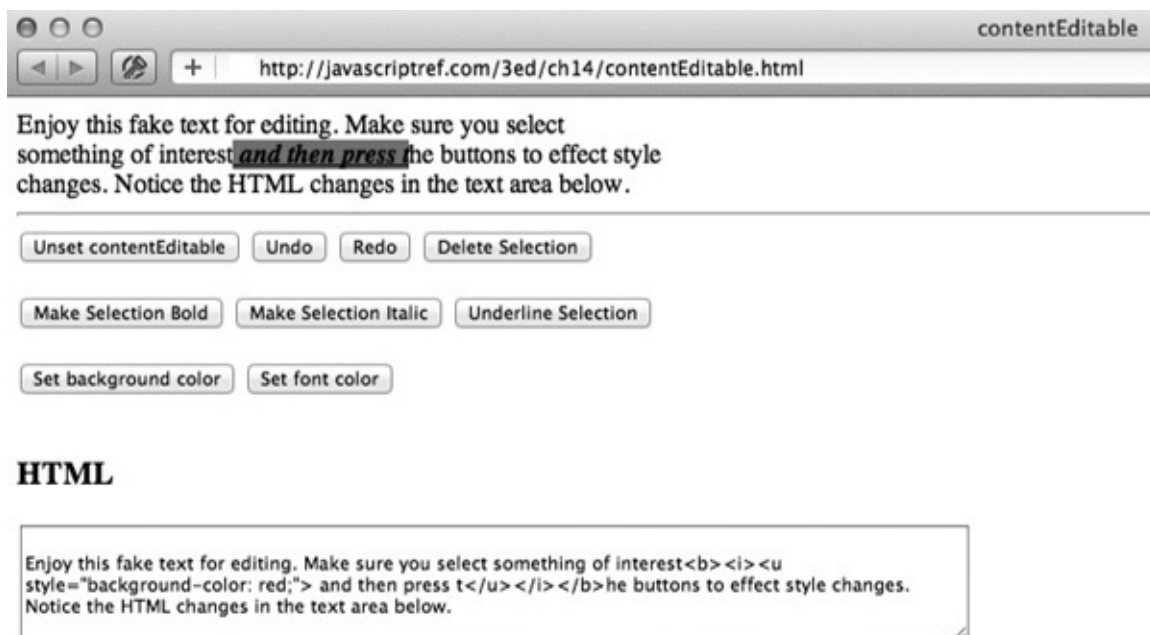 contentEditable
+ http://javascriptref.com/3ed/ch14/contentEditable.html
Enjoy this fake text for editing. Make sure you select
something of interest and then press the buttons to effect style
changes. Notice the HTML changes in the text area below.
Unset contentEditable Undo Redo Delete Selection
Make Selection Bold Make Selection Italic Underline Selection
Set background color Set font color
HTML
Enjoy this fake text for editing. Make sure you select something of interest<b><i><u
style="background-color: red;"> and then press t</u></i></b>he buttons to effect style changes.
Notice the HTML changes in the text area below.